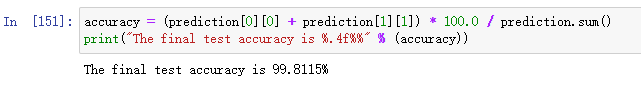 In [151]: accuracy = (prediction[0][0] + prediction[1][1]) * 100.0 / prediction.sum()
print("The final test accuracy is %.4f%%" % (accuracy))
The final test accuracy is 99.8115%